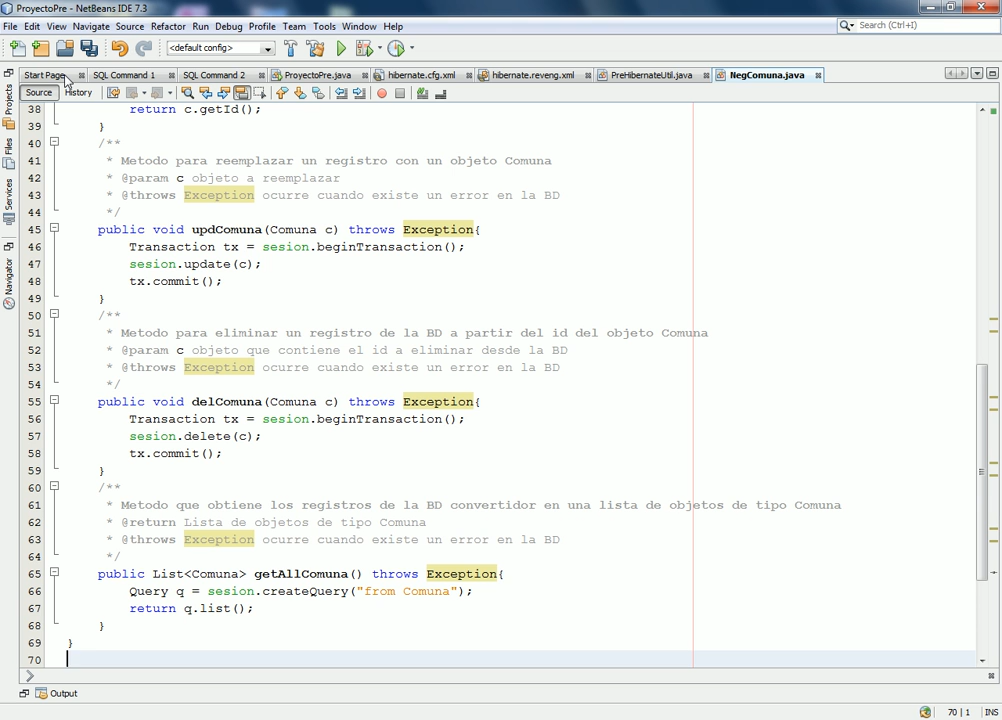 ProyectoPre - NetBeans IDE 7.3
File Edit View Navigate Source Refactor Run Debug Profile Team Tools Window Help
Search (Ctrl+I)
<default config>
Start Page SQL Command 1 SQL Command 2 ProyectoPre.java hibernate.cfg.xml hibernate.reveng.xml PreHibernateUtil.java NegComuna.java
Source History
Projects
Files
Services
Navigator
38 return c.getId();
39 }
40 /**
41 * Metodo para reemplazar un registro con un objeto Comuna
42 * @param c objeto a reemplazar
43 * @throws Exception ocurre cuando existe un error en la BD
44 */
45 public void updComuna(Comuna c) throws Exception{
46 Transaction tx = sesion.beginTransaction();
47 sesion.update(c);
48 tx.commit();
49 }
50 /**
51 * Metodo para eliminar un registro de la BD a partir del id del objeto Comuna
52 * @param c objeto que contiene el id a eliminar desde la BD
53 * @throws Exception ocurre cuando existe un error en la BD
54 */
55 public void delComuna(Comuna c) throws Exception{
56 Transaction tx = sesion.beginTransaction();
57 sesion.delete(c);
58 tx.commit();
59 }
60 /**
61 * Metodo que obtiene los registros de la BD convertidor en una lista de objetos de tipo Comuna
62 * @return Lista de objetos de tipo Comuna
63 * @throws Exception ocurre cuando existe un error en la BD
64 */
65 public List<Comuna> getAllComuna() throws Exception{
66 Query q = sesion.createQuery("from Comuna");
67 return q.list();
68 }
69 }
70
Output
70 | 1 INS